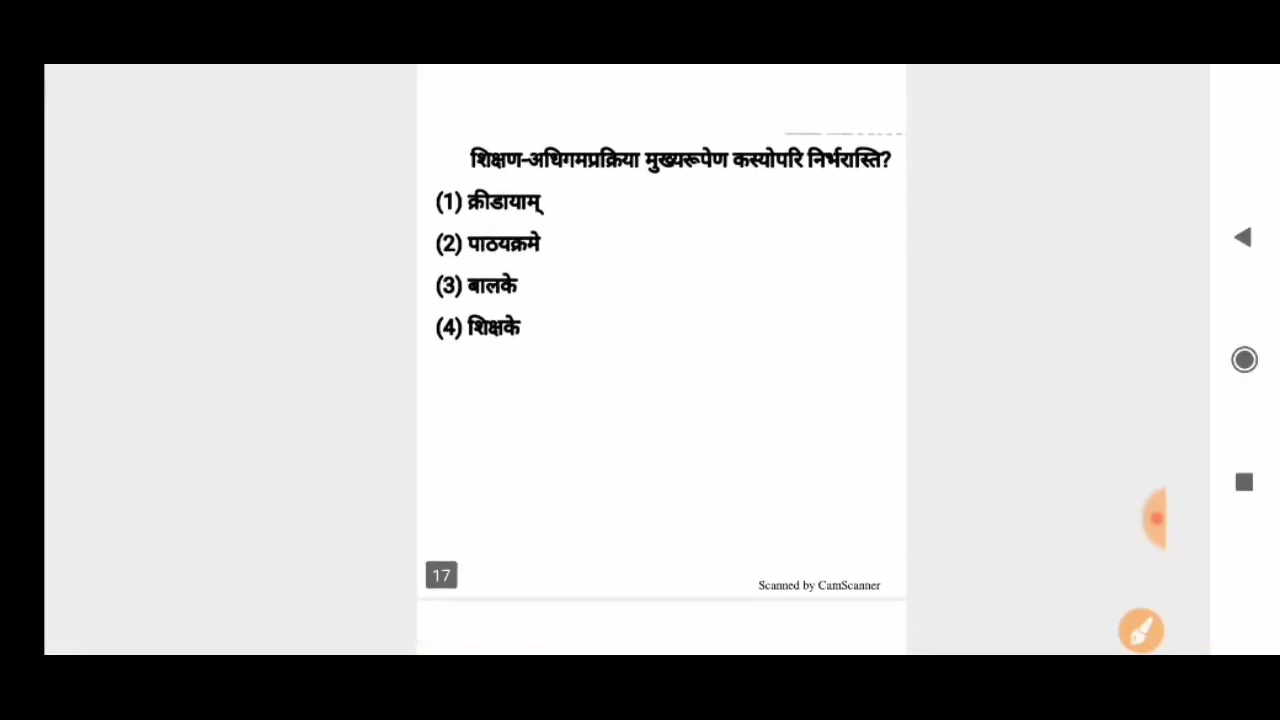 शिक्षण-अधिगमप्रक्रिया मुख्यरूपेण कस्योपरि निर्भरास्ति?
(1) क्रीडायाम्
(2) पाठयक्रमे
(3) बालके
(4) शिक्षके
17
Scanned by CamScanner